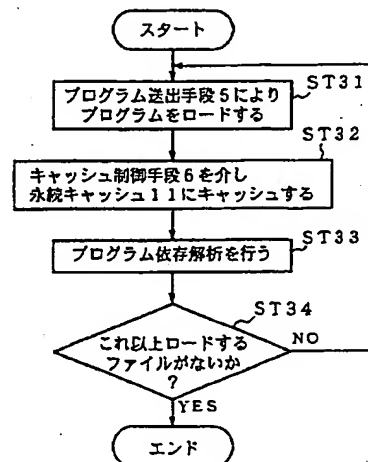 スタート
ST31
プログラム送出手段5により
プログラムをロードする
ST32
キャッシュ制御手段6を介し
永続キャッシュ11にキャッシュする
ST33
プログラム依存解析を行う
ST34
これ以上ロードする
ファイルがないか
?
NO
YES
エンド